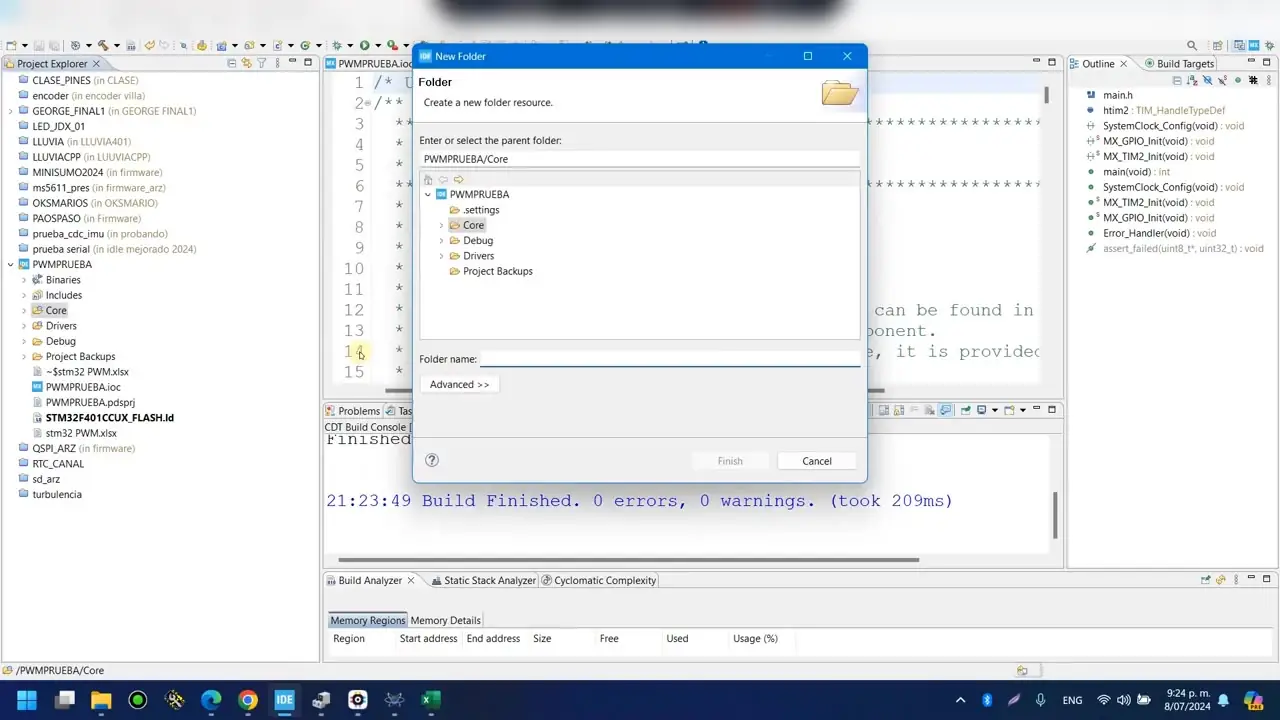 Project Explorer
CLASE_PINES (in CLASE)
encoder (in encoder villa)
GEORGE_FINAL1 (in GEORGE FINAL1)
LED_JDX_01
LLUVIA (in LLUVIA401)
LLUVIACPP (in LUUVIACPP)
MINISUMO2024 (in firmware)
ms5611_pres (in firmware_arz)
OKSMARIOS (in OKSMARIO)
PAOSPASO (in Firmware)
prueba_cdc_imu (in probando)
prueba serial (in idle mejorado 2024)
IDE PWMPRUEBA
Binaries
Includes
Core
Drivers
Debug
Project Backups
~$stm32 PWM.xlsx
MX PWMPRUEBA.ioc
PWMPRUEBA.pdsprj
STM32F401CCUX_FLASH.ld
stm32 PWM.xlsx
QSPI_ARZ (in firmware)
RTC_CANAL
sd_arz
turbulencia
PWMPRUEBA.ioc
1 /* U
2 /**
3 *
4 *
5 *
6 *
7 *
8 *
9 *
10 *
11 *
12 * can be found in
13 * ponent.
14 * e, it is provided
15 *
IDE New Folder
Folder
Create a new folder resource.
Enter or select the parent folder:
PWMPRUEBA/Core
IDE PWMPRUEBA
.settings
Core
Debug
Drivers
Project Backups
Folder name:
Advanced >>
Finish
Cancel
Outline
Build Targets
main.h
htim2 : TIM_HandleTypeDef
SystemClock_Config(void) : void
MX_GPIO_Init(void) : void
MX_TIM2_Init(void) : void
main(void) : int
SystemClock_Config(void) : void
MX_TIM2_Init(void) : void
MX_GPIO_Init(void) : void
Error_Handler(void) : void
assert_failed(uint8_t*, uint32_t) : void
Problems
Tas
CDT Build Console [
Finished
21:23:49 Build Finished. 0 errors, 0 warnings. (took 209ms)
Build Analyzer
Static Stack Analyzer
Cyclomatic Complexity
Memory Regions
Memory Details
Region Start address End address Size Free Used Usage (%)
/PWMPRUEBA/Core
IDE
ENG
9:24 p. m.
8/07/2024